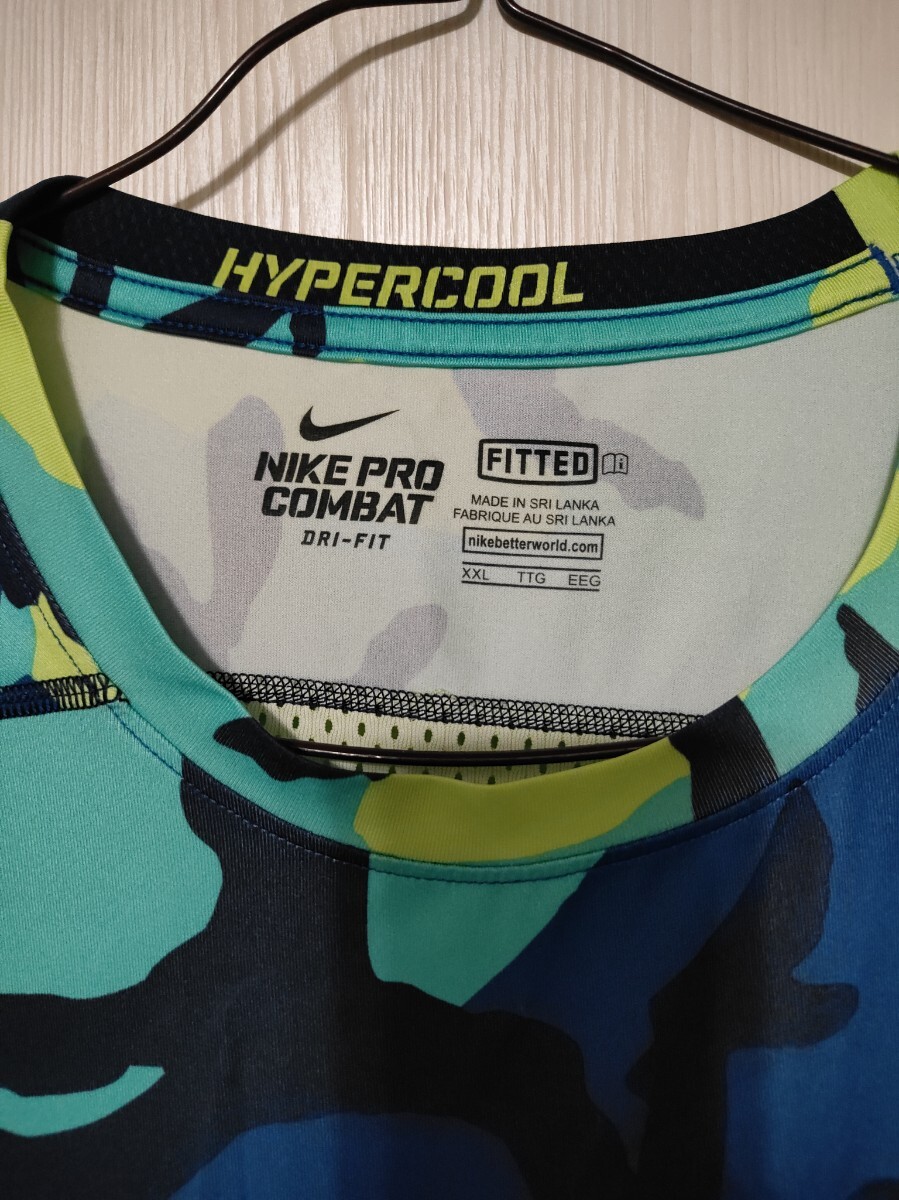 HYPERCOOL
NIKE PRO
COMBAT
DRI-FIT
FITTED
MADE IN SRI LANKA
FABRIQUE AU SRI LANKA
nikebetterworld.com
XXL TTG EEG